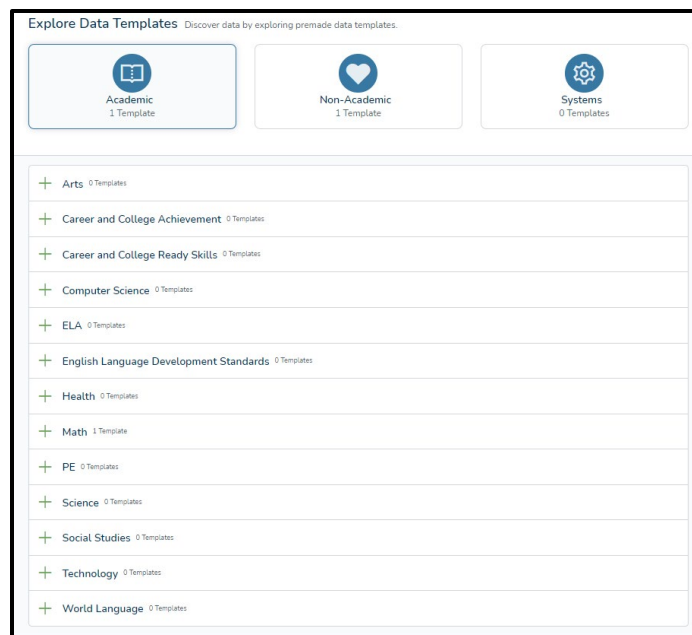 Explore Data Templates Discover data by exploring premade data templates.
Academic
1 Template
Non-Academic
1 Template
Systems
0 Templates
Arts 0 Templates
Career and College Achievement 0 Templates
Career and College Ready Skills 0 Templates
Computer Science 0 Templates
ELA 0 Templates
English Language Development Standards 0 Templates
Health 0 Templates
Math 1 Template
PE 0 Templates
Science 0 Templates
Social Studies 0 Templates
Technology 0 Templates
World Language 0 Templates